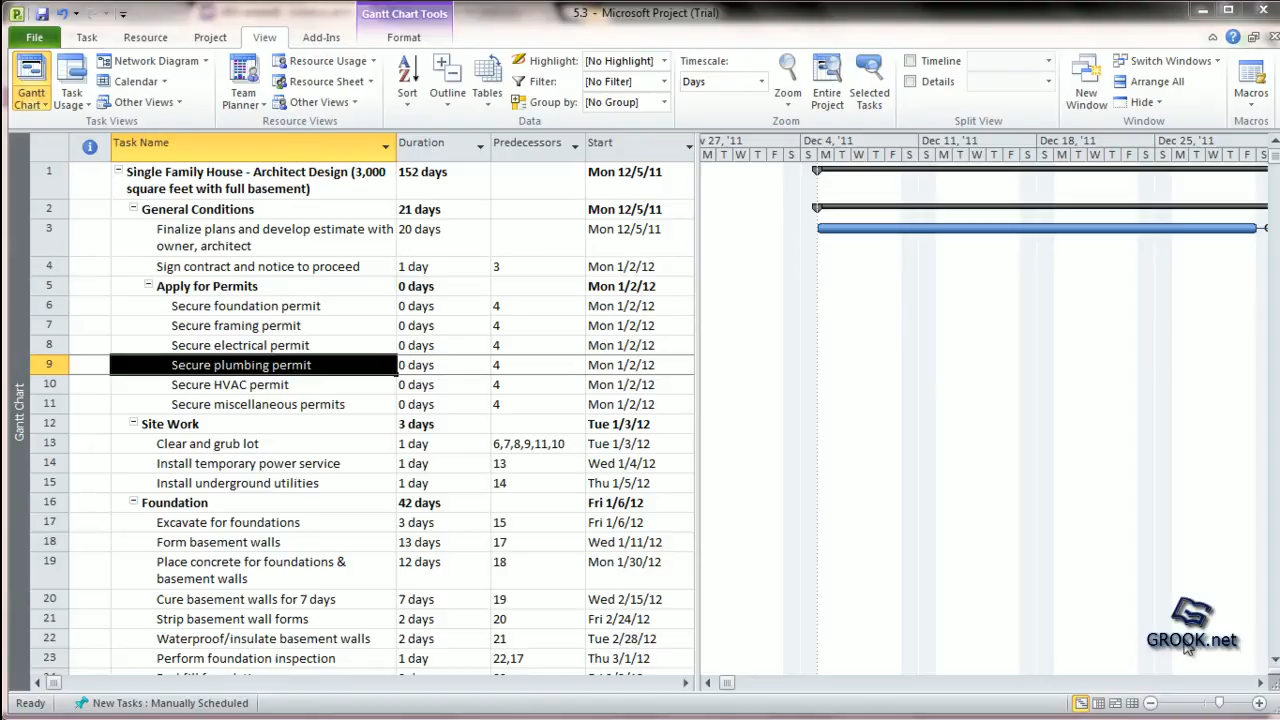 Gantt Chart Tools
5.3 - Microsoft Project (Trial)
File Task Resource Project View Add-Ins Format
Gantt Chart
Task Usage
Network Diagram
Calendar
Other Views
Task Views
Team Planner
Resource Usage
Resource Sheet
Other Views
Resource Views
Sort
Outline
Tables
Highlight: [No Highlight]
Filter: [No Filter]
Group by: [No Group]
Data
Timescale:
Days
Zoom
Entire Project
Selected Tasks
Zoom
Timeline
Details
Split View
New Window
Switch Windows
Arrange All
Hide
Window
Macros
Macros
Task Name Duration Predecessors Start
v 27, '11 Dec 4, '11 Dec 11, '11 Dec 18, '11 Dec 25, '11
M T W T F S S M T W T F S S M T W T F S S M T W T F S S M T W T F S
1 Single Family House - Architect Design (3,000 152 days Mon 12/5/11
square feet with full basement)
2 General Conditions 21 days Mon 12/5/11
3 Finalize plans and develop estimate with 20 days Mon 12/5/11
owner, architect
4 Sign contract and notice to proceed 1 day 3 Mon 1/2/12
5 Apply for Permits 0 days Mon 1/2/12
6 Secure foundation permit 0 days 4 Mon 1/2/12
7 Secure framing permit 0 days 4 Mon 1/2/12
8 Secure electrical permit 0 days 4 Mon 1/2/12
9 Secure plumbing permit 0 days 4 Mon 1/2/12
10 Secure HVAC permit 0 days 4 Mon 1/2/12
11 Secure miscellaneous permits 0 days 4 Mon 1/2/12
12 Site Work 3 days Tue 1/3/12
13 Clear and grub lot 1 day 6,7,8,9,11,10 Tue 1/3/12
14 Install temporary power service 1 day 13 Wed 1/4/12
15 Install underground utilities 1 day 14 Thu 1/5/12
16 Foundation 42 days Fri 1/6/12
17 Excavate for foundations 3 days 15 Fri 1/6/12
18 Form basement walls 13 days 17 Wed 1/11/12
19 Place concrete for foundations & 12 days 18 Mon 1/30/12
basement walls
20 Cure basement walls for 7 days 7 days 19 Wed 2/15/12
21 Strip basement wall forms 2 days 20 Fri 2/24/12
22 Waterproof/insulate basement walls 2 days 21 Tue 2/28/12
23 Perform foundation inspection 1 day 22,17 Thu 3/1/12
Gantt Chart
GROOK.net
Ready New Tasks : Manually Scheduled